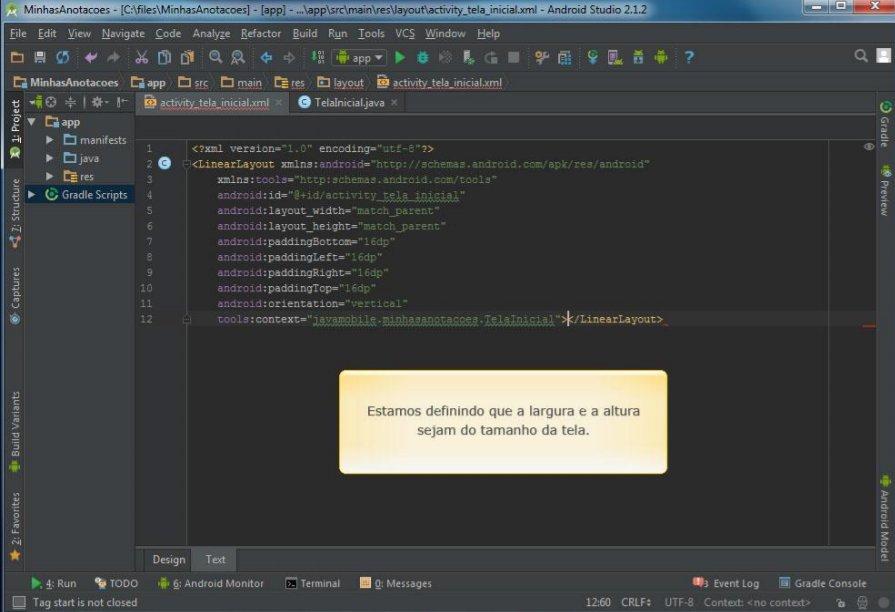 MinhasAnotacoes - [C:\files\MinhasAnotacoes] - [app] - ...\app\src\main\res\layout\activity_tela_inicial.xml - Android Studio 2.1.2
File Edit View Navigate Code Analyze Refactor Build Run Tools VCS Window Help
app
MinhasAnotacoes app src main res layout activity_tela_inicial.xml
activity_tela_inicial.xml × TelaInicial.java ×
1: Project
7: Structure
Captures
Build Variants
2: Favorites
app
manifests
java
res
Gradle Scripts
1 <?xml version="1.0" encoding="utf-8"?>
2 <LinearLayout xmlns:android="http://schemas.android.com/apk/res/android"
3 xmlns:tools="http:schemas.android.com/tools"
4 android:id="@+id/activity_tela_inicial"
5 android:layout_width="match_parent"
6 android:layout_height="match_parent"
7 android:paddingBottom="16dp"
8 android:paddingLeft="16dp"
9 android:paddingRight="16dp"
10 android:paddingTop="16dp"
11 android:orientation="vertical"
12 tools:context="javamobile.minhasanotacoes.TelaInicial"></LinearLayout>
Estamos definindo que a largura e a altura
sejam do tamanho da tela.
Gradle
Preview
Android Model
Design Text
4: Run TODO 6: Android Monitor Terminal 0: Messages 3 Event Log Gradle Console
Tag start is not closed 12:60 CRLF÷ UTF-8 Context: <no context>